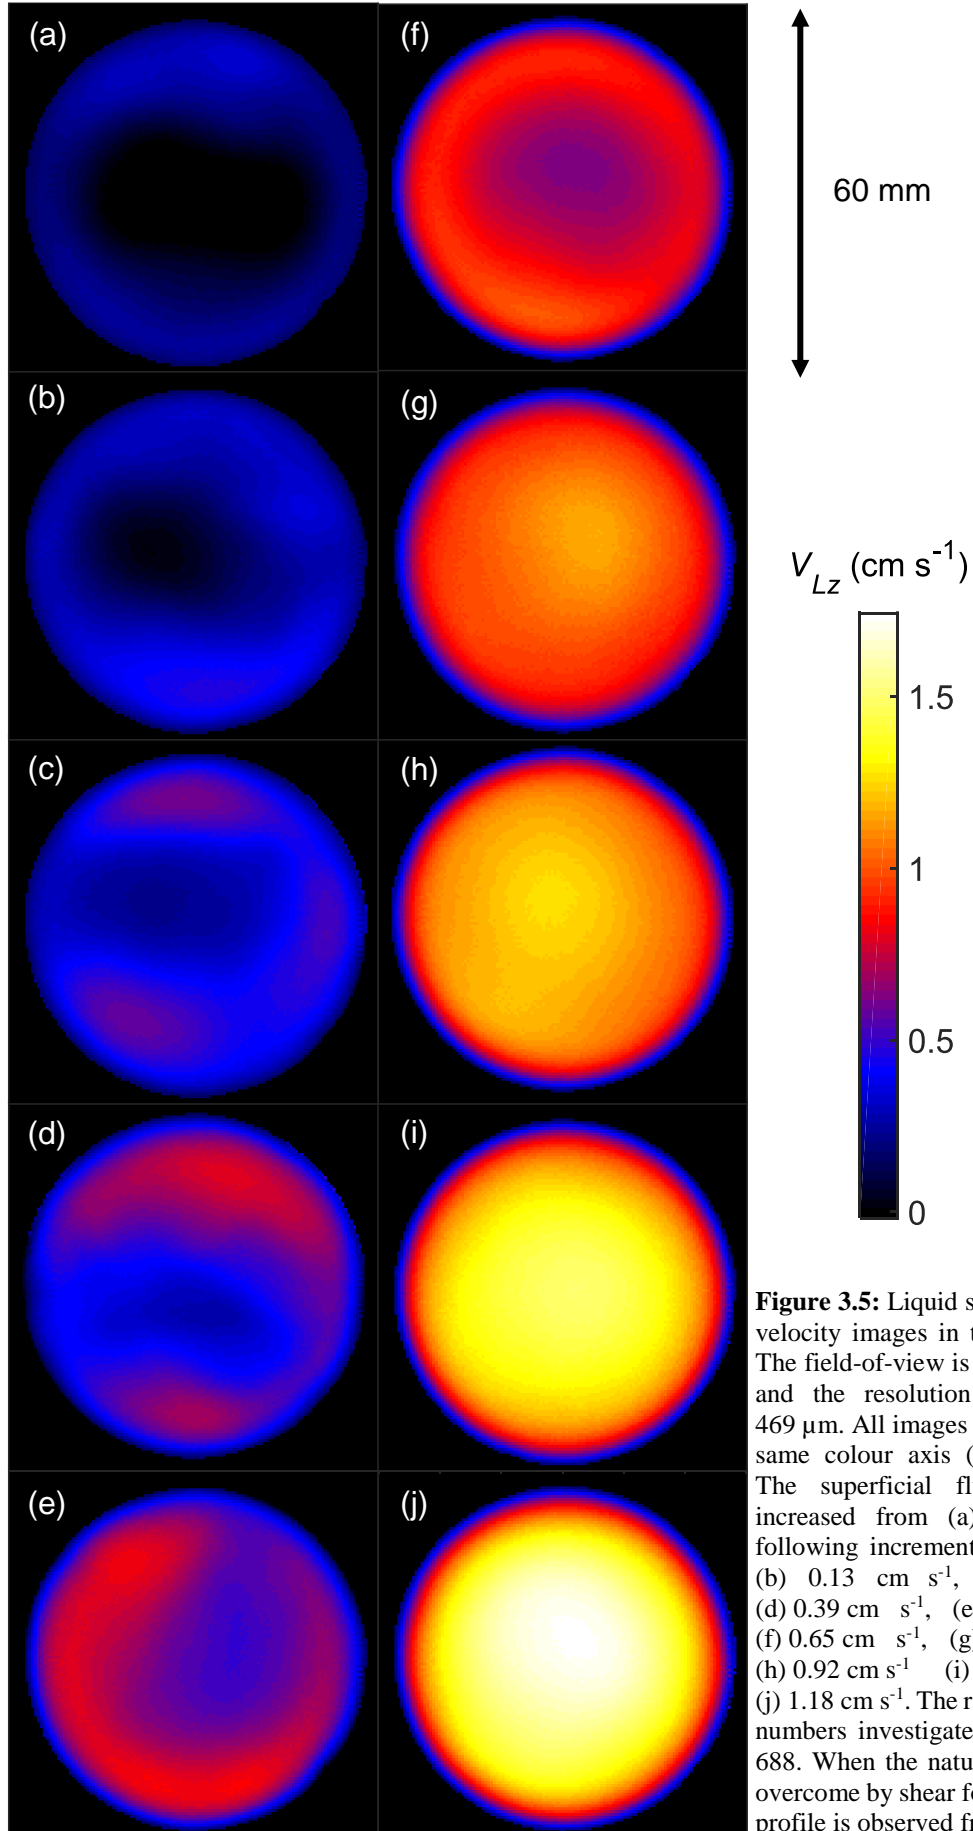 (a)
(f)
60 mm
(b)
(g)
V_Lz (cm s^-1)
1.5
1
0.5
0
(c)
(h)
(d)
(i)
(e)
(j)
Figure 3.5: Liquid s
velocity images in t
The field-of-view is
and the resolution
469 µm. All images
same colour axis (
The superficial fl
increased from (a)
following increment
(b) 0.13 cm s-1,
(d) 0.39 cm s-1, (e
(f) 0.65 cm s-1, (g)
(h) 0.92 cm s-1 (i)
(j) 1.18 cm s-1. The r
numbers investigate
688. When the natu
overcome by shear fo
profile is observed fr